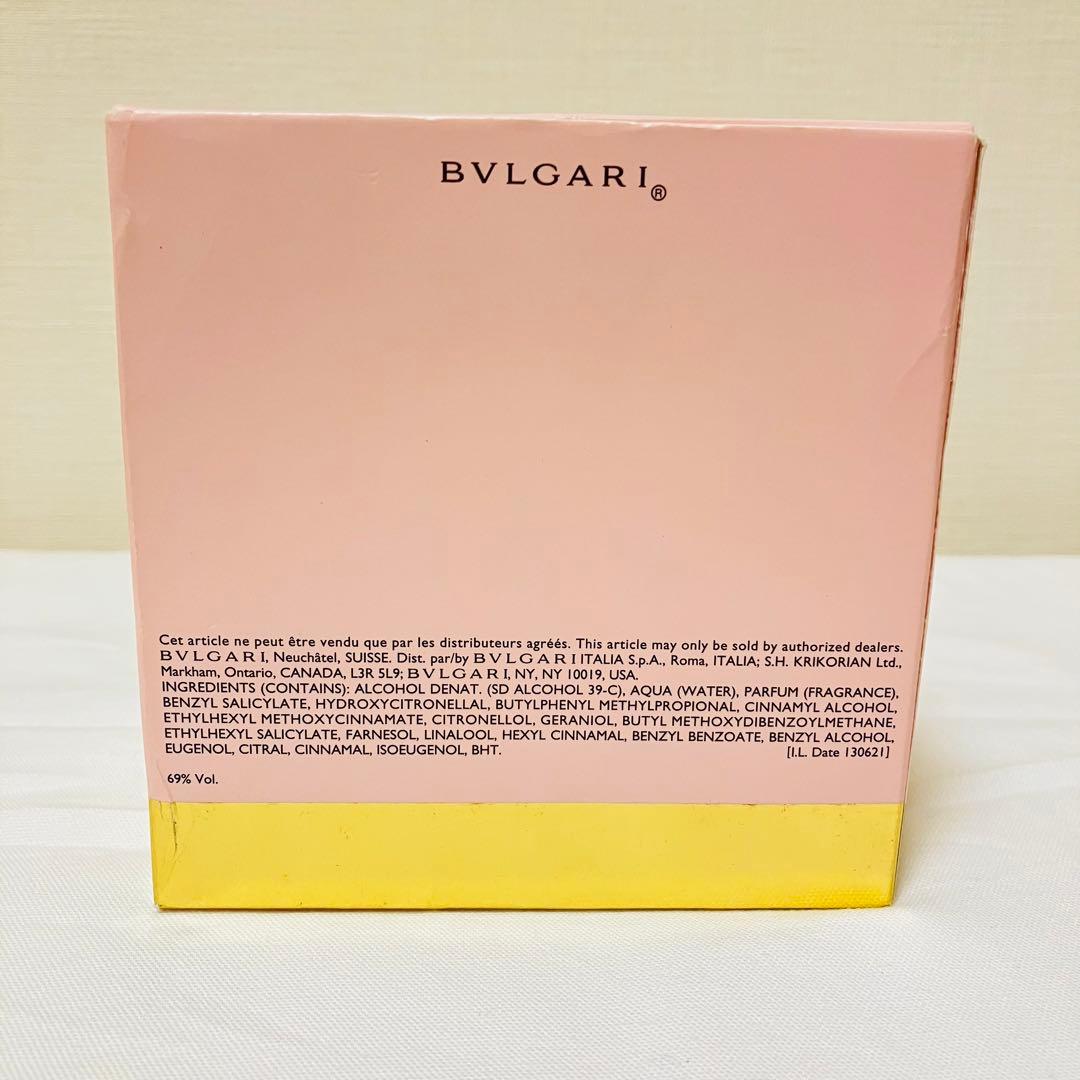 BVLGARI®
Cet article ne peut être vendu que par les distributeurs agréés. This article may only be sold by authorized dealers.
BVLGARI, Neuchâtel, SUISSE. Dist. par/by BVLGARI ITALIA S.p.A., Roma, ITALIA; S.H. KRIKORIAN Ltd.,
Markham, Ontario, CANADA, L3R 5L9; BVLGARI, NY, NY 10019, USA.
INGREDIENTS (CONTAINS): ALCOHOL DENAT. (SD ALCOHOL 39-C), AQUA (WATER), PARFUM (FRAGRANCE),
BENZYL SALICYLATE, HYDROXYCITRONELLAL, BUTYLPHENYL METHYLPROPIONAL, CINNAMYL ALCOHOL,
ETHYLHEXYL METHOXYCINNAMATE, CITRONELLOL, GERANIOL, BUTYL METHOXYDIBENZOYLMETHANE,
ETHYLHEXYL SALICYLATE, FARNESOL, LINALOOL, HEXYL CINNAMAL, BENZYL BENZOATE, BENZYL ALCOHOL,
EUGENOL, CITRAL, CINNAMAL, ISOEUGENOL, BHT. [I.L. Date 130621]
69% Vol.